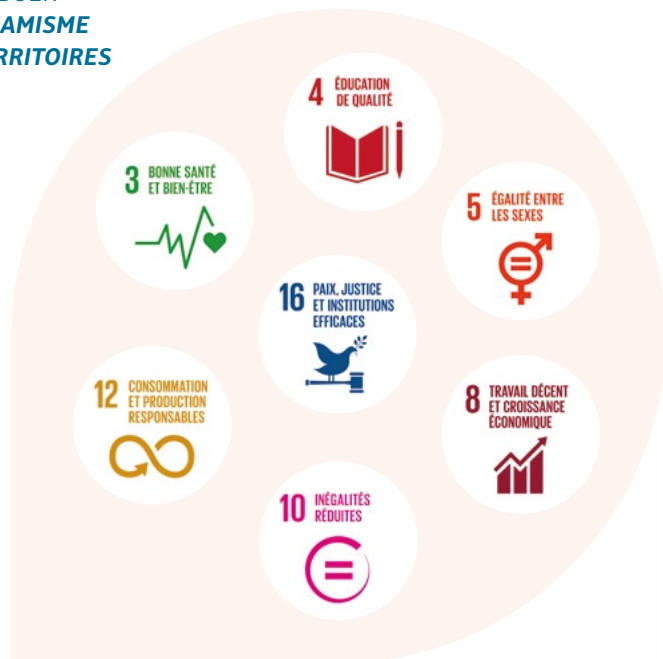 AMISME
RRITOIRES
4 ÉDUCATION
DE QUALITÉ
3 BONNE SANTÉ
ET BIEN-ÊTRE
5 ÉGALITÉ ENTRE
LES SEXES
16 PAIX, JUSTICE
ET INSTITUTIONS
EFFICACES
12 CONSOMMATION
ET PRODUCTION
RESPONSABLES
8 TRAVAIL DÉCENT
ET CROISSANCE
ÉCONOMIQUE
10 INÉGALITÉS
RÉDUITES